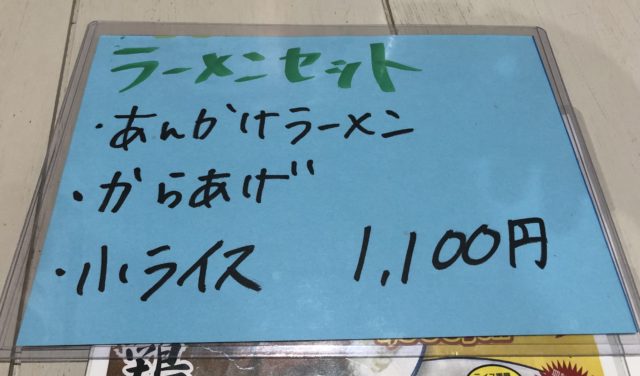 ラーメンセット
・あんかけラーメン
・からあげ
・小ライス 1,100円